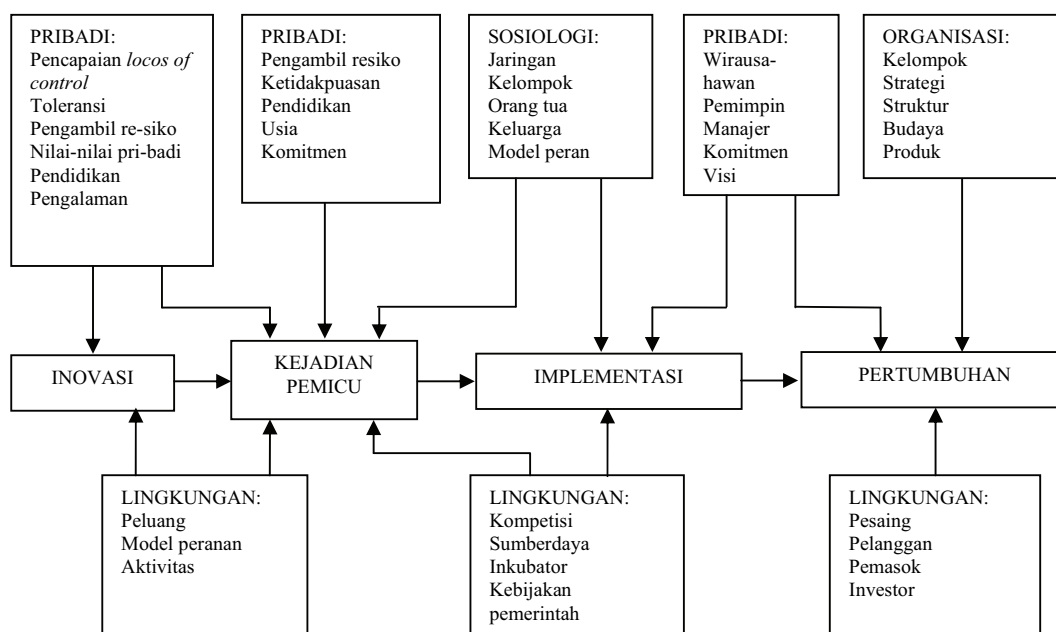 PRIBADI:
Pencapaian locos of
control
Toleransi
Pengambil re-siko
Nilai-nilai pri-badi
Pendidikan
Pengalaman
PRIBADI:
Pengambil resiko
Ketidakpuasan
Pendidikan
Usia
Komitmen
SOSIOLOGI:
Jaringan
Kelompok
Orang tua
Keluarga
Model peran
PRIBADI:
Wirausa-
hawan
Pemimpin
Manajer
Komitmen
Visi
ORGANISASI:
Kelompok
Strategi
Struktur
Budaya
Produk
INOVASI
KEJADIAN
PEMICU
IMPLEMENTASI
PERTUMBUHAN
LINGKUNGAN:
Peluang
Model peranan
Aktivitas
LINGKUNGAN:
Kompetisi
Sumberdaya
Inkubator
Kebijakan
pemerintah
LINGKUNGAN:
Pesaing
Pelanggan
Pemasok
Investor